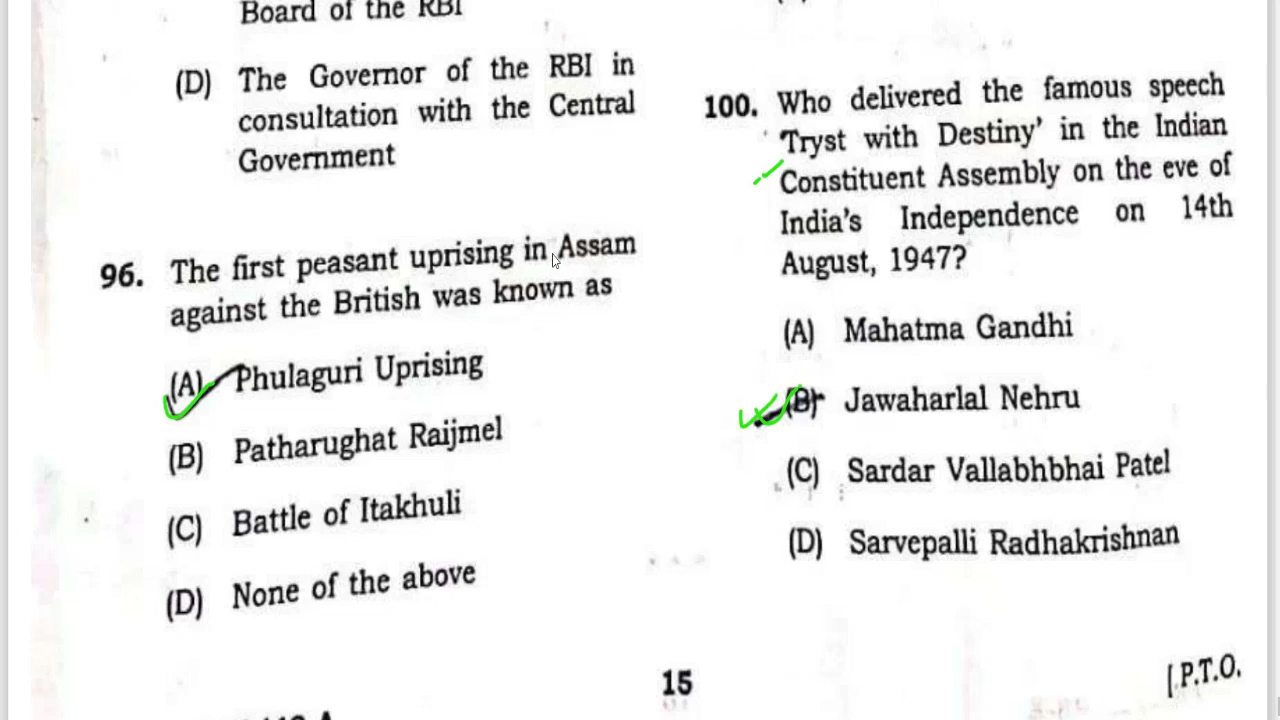 Board of the RBI
(D) The Governor of the RBI in
consultation with the Central
Government
96. The first peasant uprising in Assam
against the British was known as
(A) Phulaguri Uprising
(B) Patharughat Raijmel
(C) Battle of Itakhuli
(D) None of the above
100. Who delivered the famous speech
'Tryst with Destiny' in the Indian
Constituent Assembly on the eve of
India's Independence on 14th
August, 1947?
(A) Mahatma Gandhi
(B) Jawaharlal Nehru
(C) Sardar Vallabhbhai Patel
(D) Sarvepalli Radhakrishnan
15
[ P.T.O.